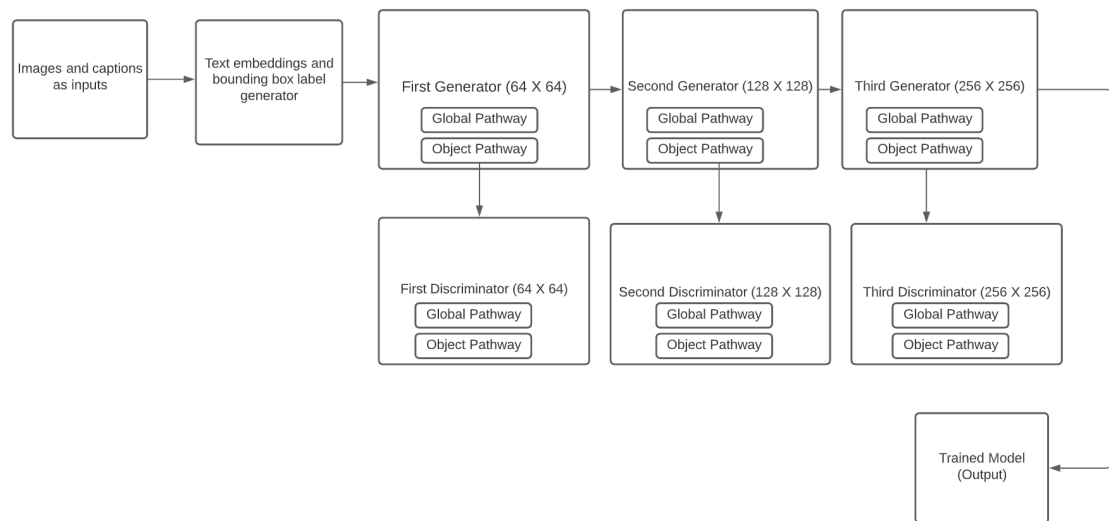 Images and captions
as inputs
Text embeddings and
bounding box label
generator
First Generator (64 X 64)
Global Pathway
Object Pathway
Second Generator (128 X 128)
Global Pathway
Object Pathway
Third Generator (256 X 256)
Global Pathway
Object Pathway
First Discriminator (64 X 64)
Global Pathway
Object Pathway
Second Discriminator (128 X 128)
Global Pathway
Object Pathway
Third Discriminator (256 X 256)
Global Pathway
Object Pathway
Trained Model
(Output)